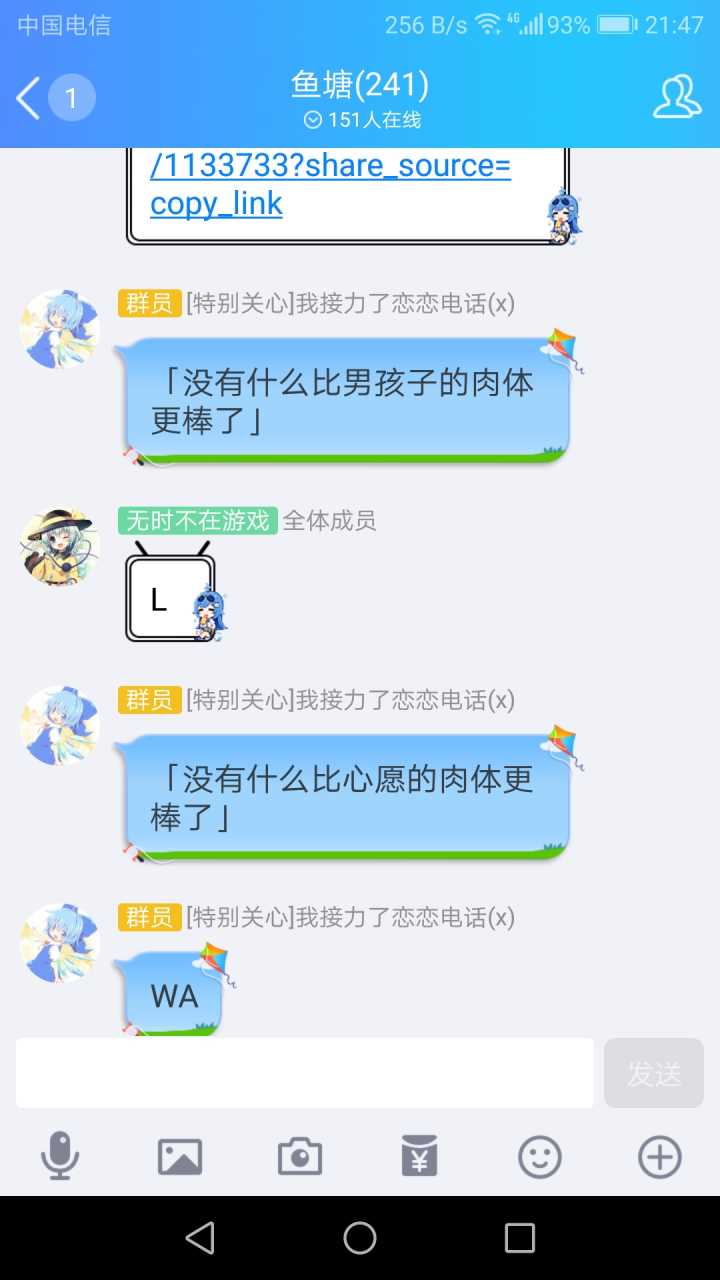 中国电信 256 B/s 4G 93% 21:47
1 鱼塘(241)
151人在线
/1133733?share_source=
copy_link
群员 [特别关心]我接力了恋恋电话(x)
「没有什么比男孩子的肉体
更棒了」
无时不在游戏 全体成员
L
群员 [特别关心]我接力了恋恋电话(x)
「没有什么比心愿的肉体更
棒了」
群员 [特别关心]我接力了恋恋电话(x)
WA
发送
¥